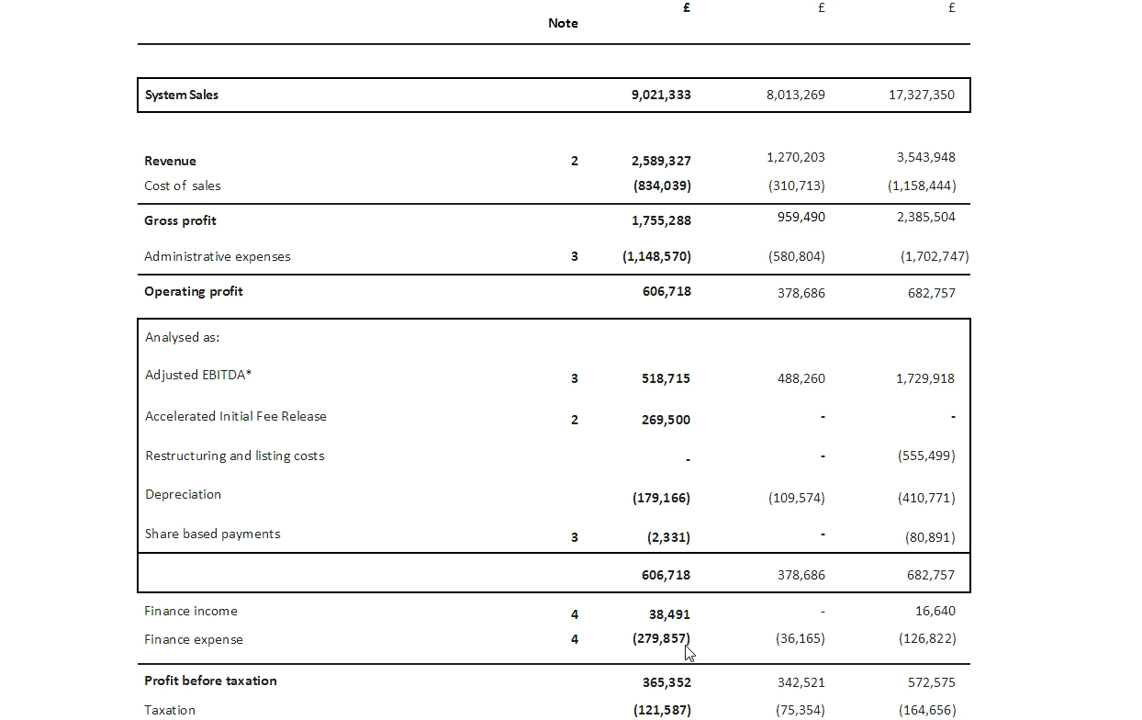 £ £ £
Note
System Sales 9,021,333 8,013,269 17,327,350
Revenue 2 2,589,327 1,270,203 3,543,948
Cost of sales (834,039) (310,713) (1,158,444)
Gross profit 1,755,288 959,490 2,385,504
Administrative expenses 3 (1,148,570) (580,804) (1,702,747)
Operating profit 606,718 378,686 682,757
Analysed as:
Adjusted EBITDA* 3 518,715 488,260 1,729,918
Accelerated Initial Fee Release 2 269,500 - -
Restructuring and listing costs - - (555,499)
Depreciation (179,166) (109,574) (410,771)
Share based payments 3 (2,331) - (80,891)
606,718 378,686 682,757
Finance income 4 38,491 - 16,640
Finance expense 4 (279,857) (36,165) (126,822)
Profit before taxation 365,352 342,521 572,575
Taxation (121,587) (75,354) (164,656)